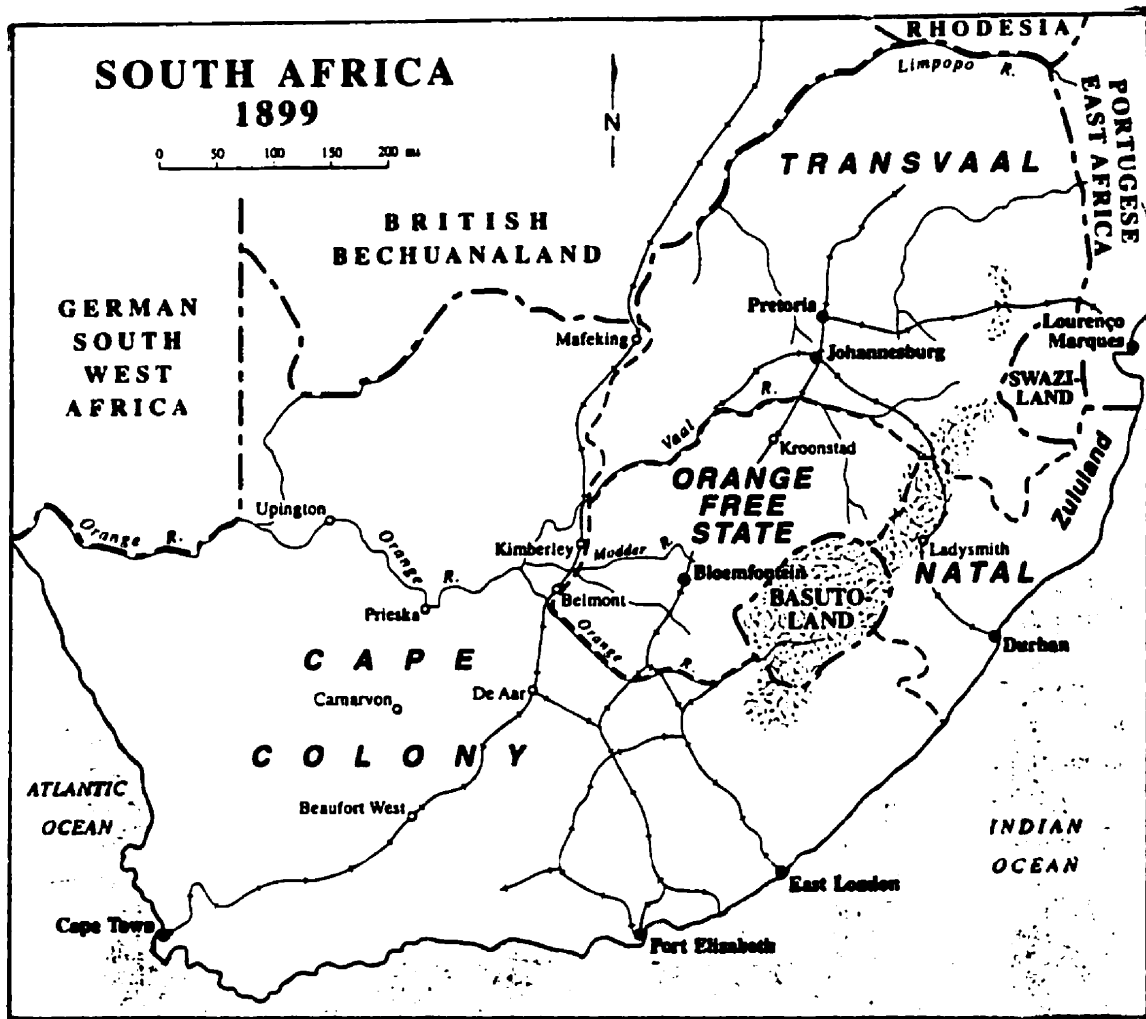 SOUTH AFRICA
1899
0 50 100 150 200 ms
N
RHODESIA
Limpopo R.
PORTUGESE
EAST AFRICA
TRANSVAAL
BRITISH
BECHUANALAND
GERMAN
SOUTH
WEST
AFRICA
Pretoria
Mafeking
Lourenço
Marques
Johannesburg
SWAZI-
LAND
Vaal R.
Kroonstad
Zululand
ORANGE
FREE
STATE
Upington
Orange R.
Orange R.
Kimberley
Modder R.
Ladysmith
NATAL
Bloemfontein
Belmont
BASUTO-
LAND
Prieska
Orange R.
Durban
CAPE
De Aar
Carnarvon
COLONY
ATLANTIC
OCEAN
Beaufort West
INDIAN
OCEAN
East London
Cape Town
Port Elizabeth